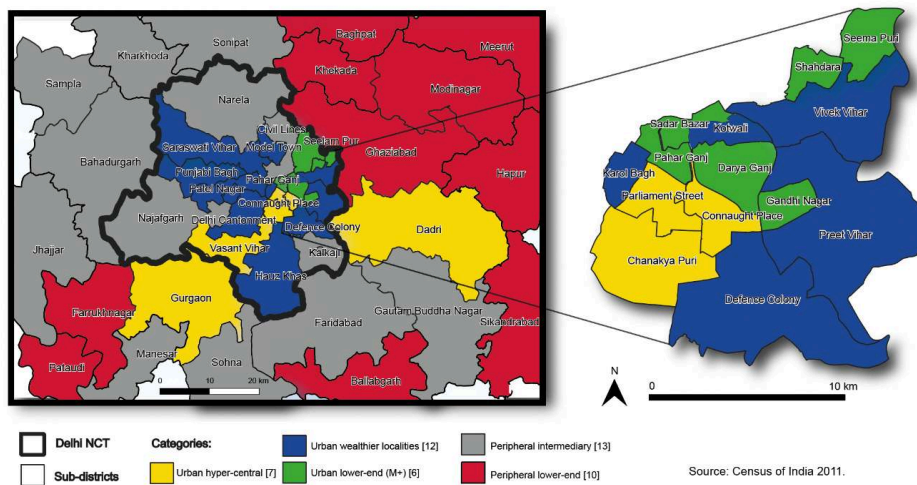 Baghpat
Meerut
Sonipat
Kharkhoda
Khekada
Sampla
Modinagar
Narela
Civil Lines
Saraswati Vihar
Model Town
Seelam Pur
Ghaziabad
Bahadurgarh
Punjabi Bagh
Pahar Ganj
Hapur
Patel Nagar
Connaught Place
Najafgarh
Delhi Cantonment
Defence Colony
Dadri
Vasant Vihar
Kalkaji
Jhajjar
Hauz Khas
Gurgaon
Farrukhnagar
Gautam Buddha Nagar
Faridabad
Sikandrabad
Manesar
Sohna
Pataudi
Ballabgarh
0 10 20 km
Seema Puri
Shahdara
Vivek Vihar
Sadar Bazar
Kotwali
Pahar Ganj
Karol Bagh
Darya Ganj
Parliament Street
Gandhi Nagar
Connaught Place
Preet Vihar
Chanakya Puri
Defence Colony
N
0 10 km
Delhi NCT
Categories:
Urban wealthier localities [12]
Peripheral intermediary [13]
Sub-districts
Urban hyper-central [7]
Urban lower-end (M+) [6]
Peripheral lower-end [10]
Source: Census of India 2011.